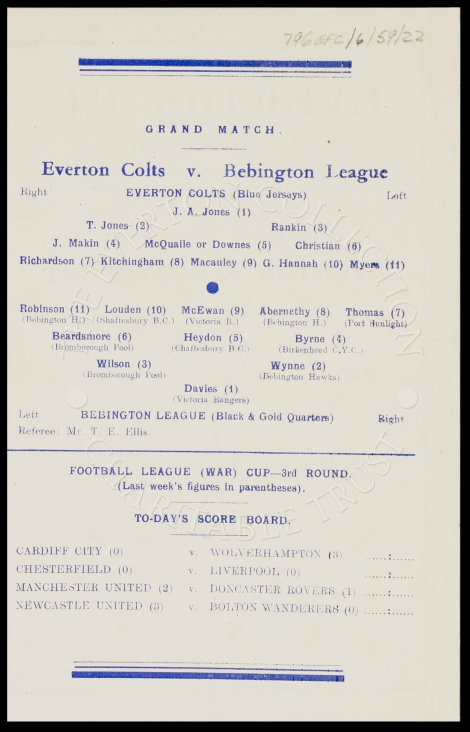 796 EFC/6/59/22
GRAND MATCH.
Everton Colts v. Bebington League
Right EVERTON COLTS (Blue Jerseys) Left
J. A. Jones (1)
T. Jones (2) Rankin (3)
J. Makin (4) McQuaile or Downes (5) Christian (6)
Richardson (7) Kitchingham (8) Macauley (9) G. Hannah (10) Myers (11)
Robinson (11) Louden (10) McEwan (9) Abernethy (8) Thomas (7)
(Bebington H.) (Shaftesbury B.C.) (Victoria R.) (Bebington H.) (Port Sunlight)
Beardsmore (6) Heydon (5) Byrne (4)
(Bromborough Pool) (Chaftesbury B.C.) (Birkenhead C.Y.C.)
Wilson (3) Wynne (2)
(Bromborough Pool) (Bebington Hawks)
Davies (1)
(Victoria Rangers)
Left BEBINGTON LEAGUE (Black & Gold Quarters) Right
Referee: Mr. T. E. Ellis.
FOOTBALL LEAGUE (WAR) CUP—3rd ROUND.
(Last week's figures in parentheses).
TO-DAY'S SCORE BOARD.
CARDIFF CITY (0) v. WOLVERHAMPTON (3) ......:......
CHESTERFIELD (0) v. LIVERPOOL (0) ......:......
MANCHESTER UNITED (2) v. DONCASTER ROVERS (1) ......:......
NEWCASTLE UNITED (3) v. BOLTON WANDERERS (0) ......:......
THE EVERTON COLLECTION
CHARITABLE TRUST